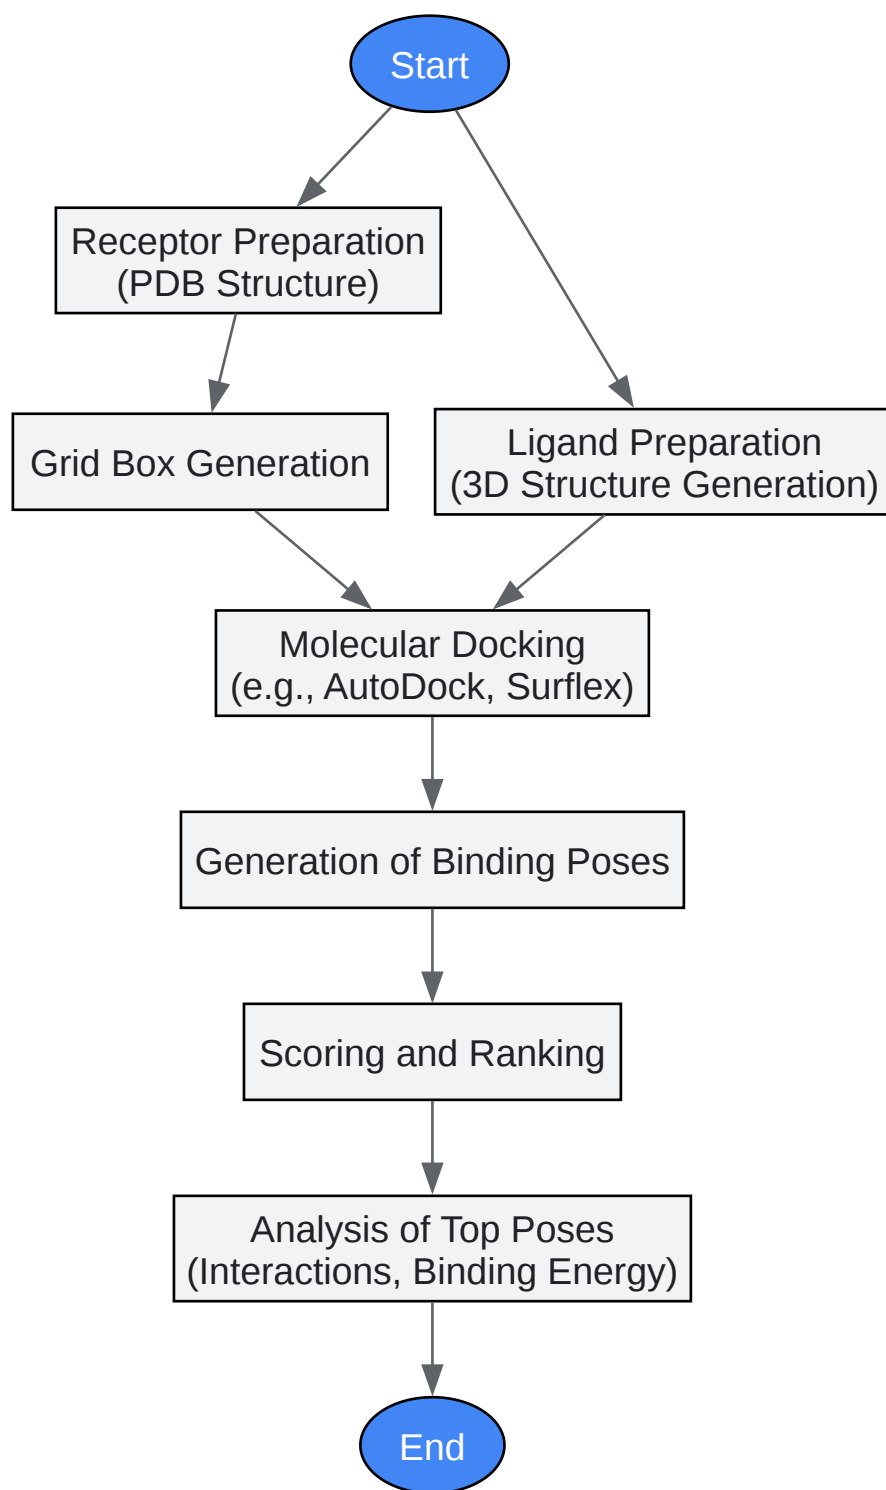 Start
Receptor Preparation
(PDB Structure)
Grid Box Generation
Ligand Preparation
(3D Structure Generation)
Molecular Docking
(e.g., AutoDock, Surflex)
Generation of Binding Poses
Scoring and Ranking
Analysis of Top Poses
(Interactions, Binding Energy)
End